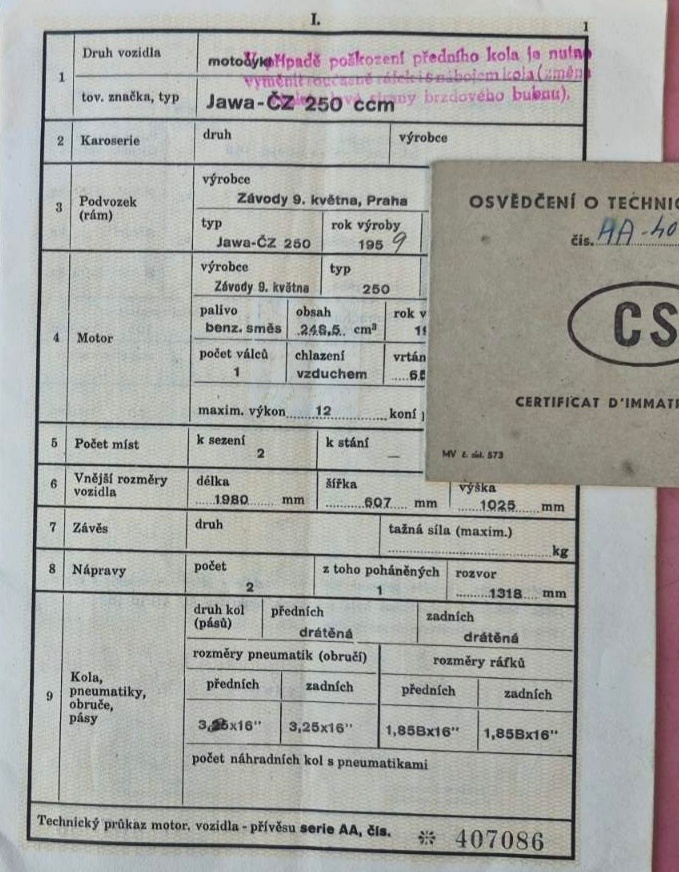 I.
1
1
Druh vozidla
motocykl
V případě poškození předního kola je nutno
vyměnit současně ráfek i s nábojem kola (změna
strany brzdového bubnu).
tov. značka, typ
Jawa-ČZ 250 ccm
2
Karoserie
druh
výrobce
3
Podvozek
(rám)
výrobce
Závody 9. května, Praha
typ
rok výroby
Jawa-ČZ 250
1959
4
Motor
výrobce
typ
Závody 9. května
250
palivo
obsah
rok v
benz. směs
248,5 cm³
počet válců
chlazení
vrtán
1
vzduchem
maxim. výkon
12
koní
5
Počet míst
k sezení
k stání
2
—
6
Vnější rozměry
vozidla
délka
šířka
výška
1980 mm
607 mm
1025 mm
7
Závěs
druh
tažná síla (maxim.)
kg
8
Nápravy
počet
z toho poháněných
rozvor
2
1
1318 mm
9
Kola,
pneumatiky,
obruče,
pásy
druh kol
(pásů)
předních
zadních
drátěná
drátěná
rozměry pneumatik (obručí)
rozměry ráfků
předních
zadních
předních
zadních
3,25x16"
3,25x16"
1,85Bx16"
1,85Bx16"
počet náhradních kol s pneumatikami
Technický průkaz motor. vozidla - přívěsu serie AA, čís.
407086
OSVĚDČENÍ O TECHNIC
čís. AA-40
CS
CERTIFICAT D'IMMATR
MV č. skl. 573